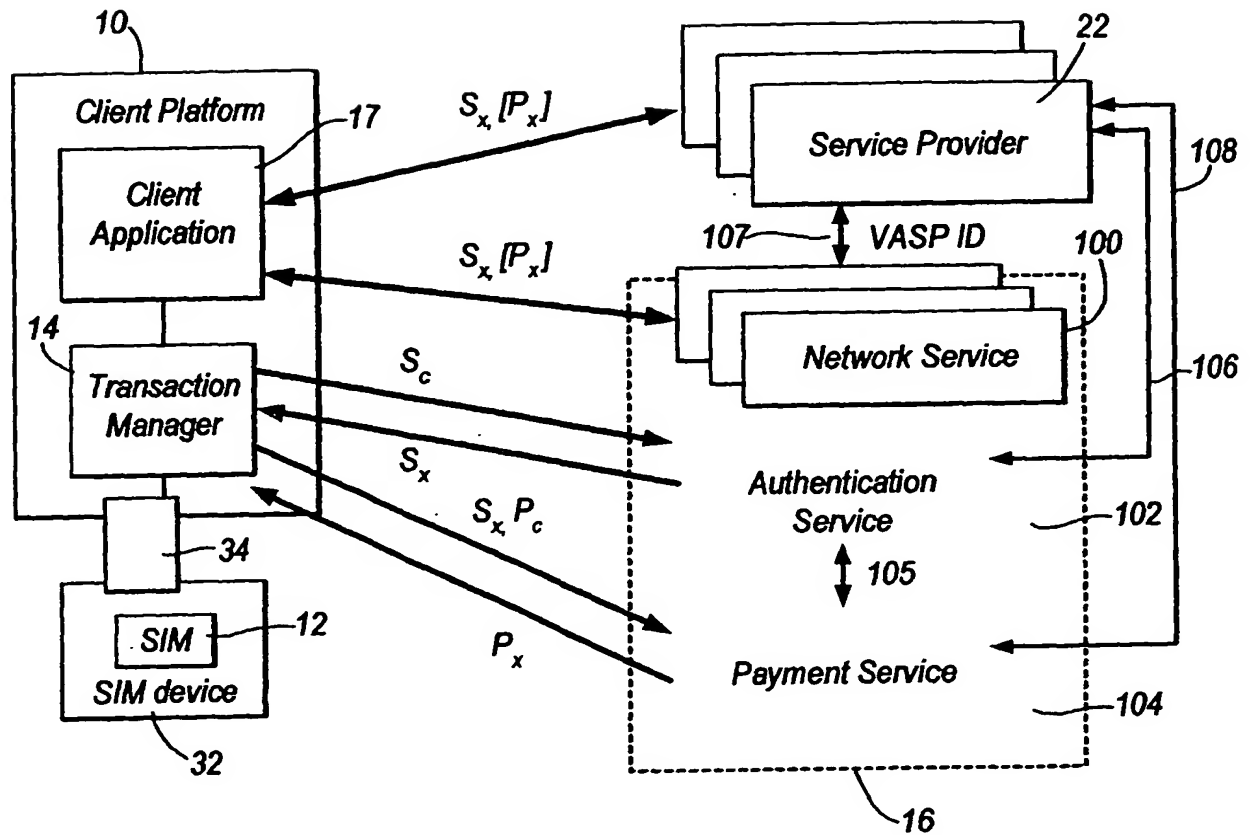 10
22
Client Platform
17
Sx, [Px]
Service Provider
108
Client
Application
107
VASP ID
100
Sx, [Px]
14
Network Service
106
Transaction
Manager
Sc
Sx
Authentication
Service
102
Sx, Pc
34
105
SIM
12
Px
Payment Service
SIM device
104
32
16